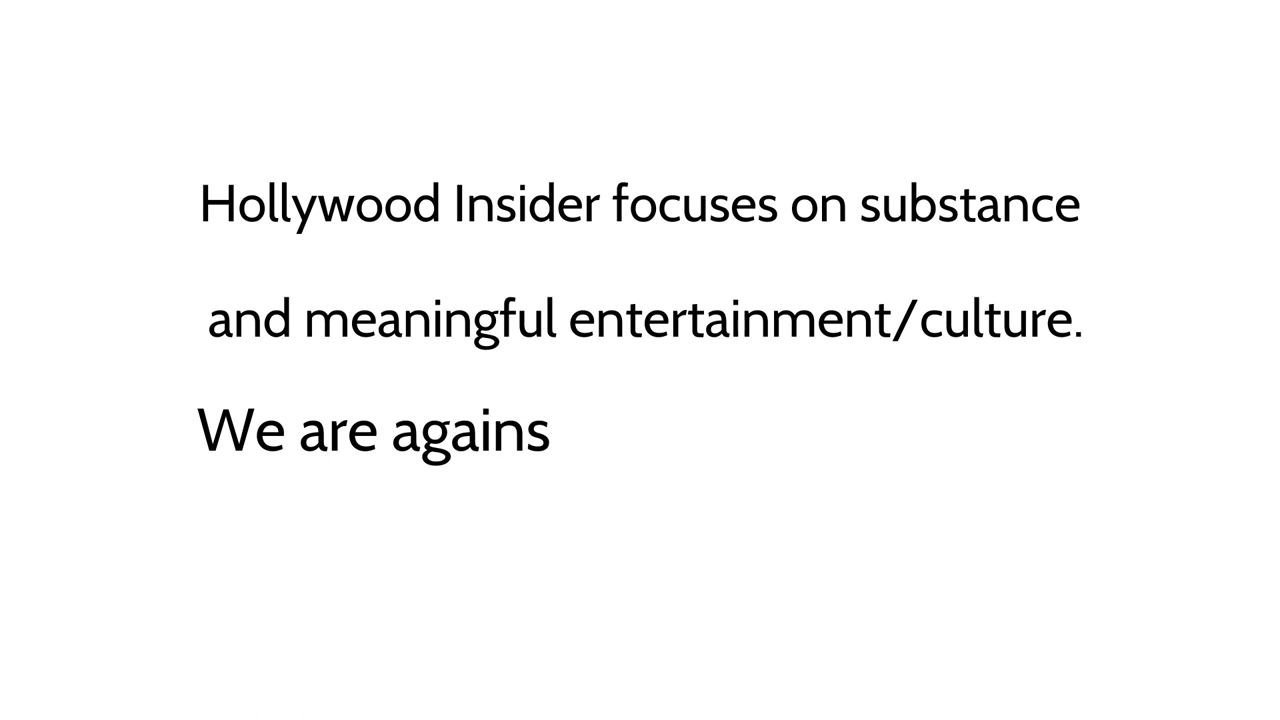 Hollywood Insider focuses on substance
and meaningful entertainment/culture.
We are agains